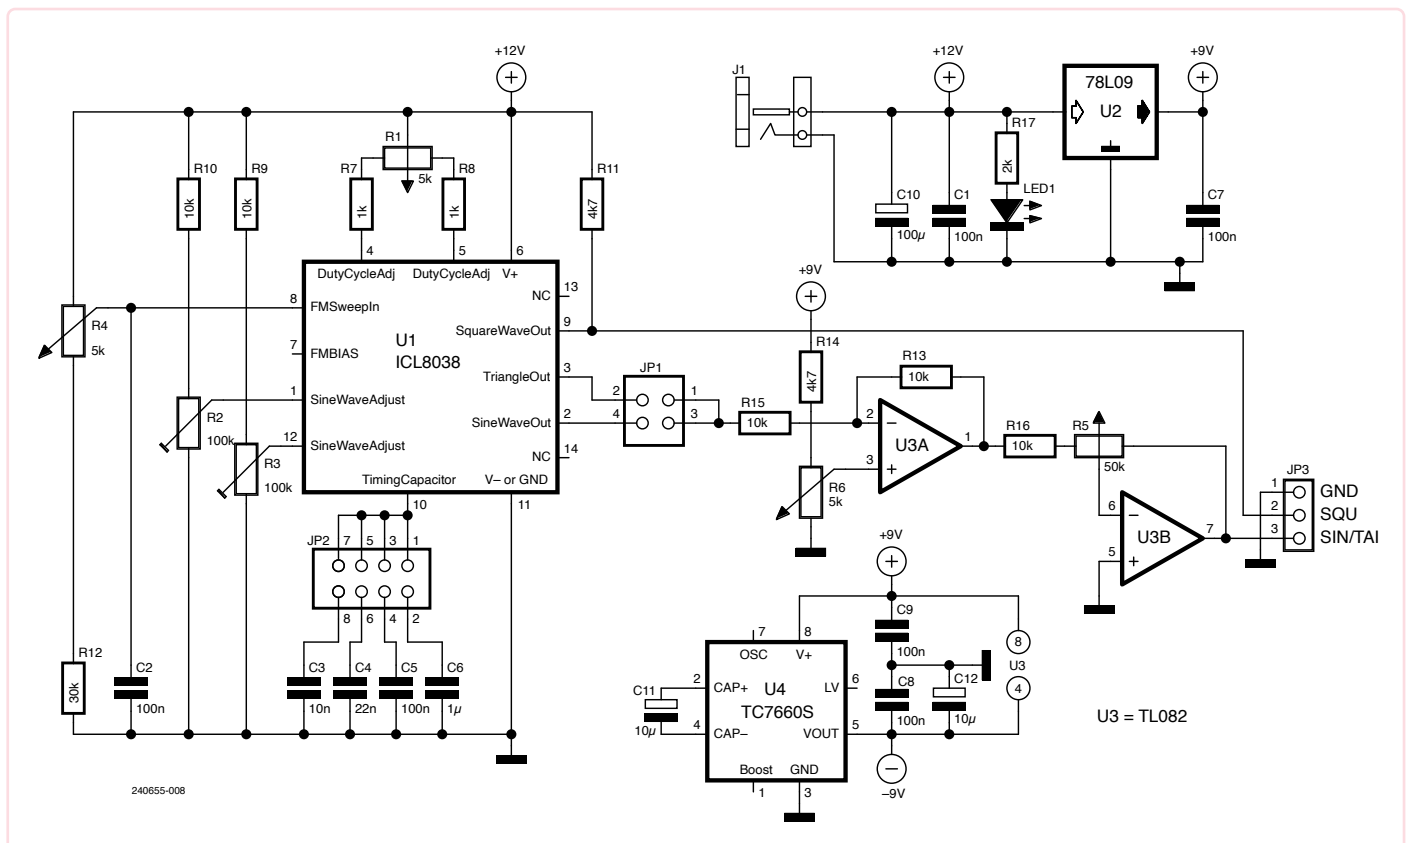 +12V
R10
10k
R9
10k
R7
1k
R1
5k
R8
1k
R11
4k7
R4
5k
R2
100k
R3
100k
R12
30k
C2
100n
4
5
6
DutyCycleAdj
DutyCycleAdj
V+
8
FMSweepIn
7
FMBIAS
1
SineWaveAdjust
12
SineWaveAdjust
U1
ICL8038
NC
13
SquareWaveOut
9
TriangleOut
3
SineWaveOut
2
NC
14
TimingCapacitor
V– or GND
10
11
JP2
7
5
3
1
8
6
4
2
C3
10n
C4
22n
C5
100n
C6
1µ
240655-008
J1
+12V
+9V
78L09
U2
R17
2k
LED1
C10
100µ
C1
100n
C7
100n
+9V
R14
4k7
R6
5k
JP1
2
1
4
3
R15
10k
R13
10k
2
–
U3A
1
3
+
R16
10k
R5
50k
6
–
U3B
7
5
+
JP3
1
GND
2
SQU
3
SIN/TAI
+9V
C9
100n
C8
100n
C12
10µ
8
U3
4
–9V
C11
10µ
7
8
OSC
V+
2
CAP+
U4
TC7660S
LV
6
4
CAP–
VOUT
5
Boost
GND
1
3
U3 = TL082